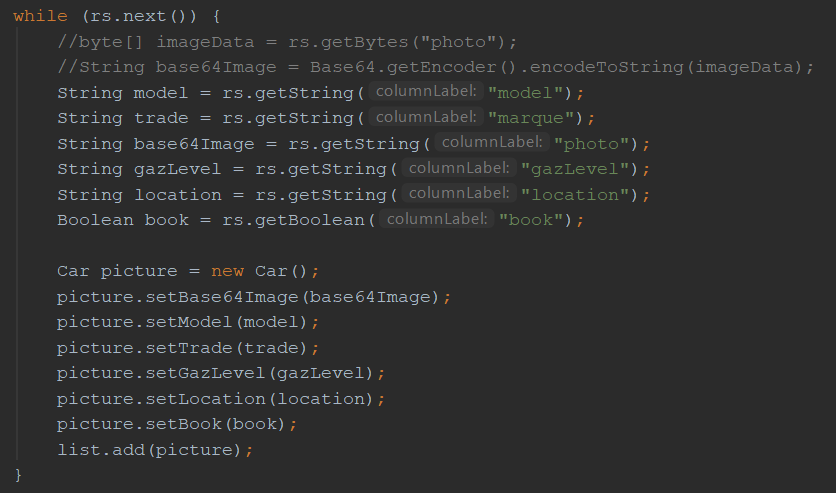 while (rs.next()) {
    //byte[] imageData = rs.getBytes("photo");
    //String base64Image = Base64.getEncoder().encodeToString(imageData);
    String model = rs.getString( columnLabel: "model");
    String trade = rs.getString( columnLabel: "marque");
    String base64Image = rs.getString( columnLabel: "photo");
    String gazLevel = rs.getString( columnLabel: "gazLevel");
    String location = rs.getString( columnLabel: "location");
    Boolean book = rs.getBoolean( columnLabel: "book");

    Car picture = new Car();
    picture.setBase64Image(base64Image);
    picture.setModel(model);
    picture.setTrade(trade);
    picture.setGazLevel(gazLevel);
    picture.setLocation(location);
    picture.setBook(book);
    list.add(picture);
}